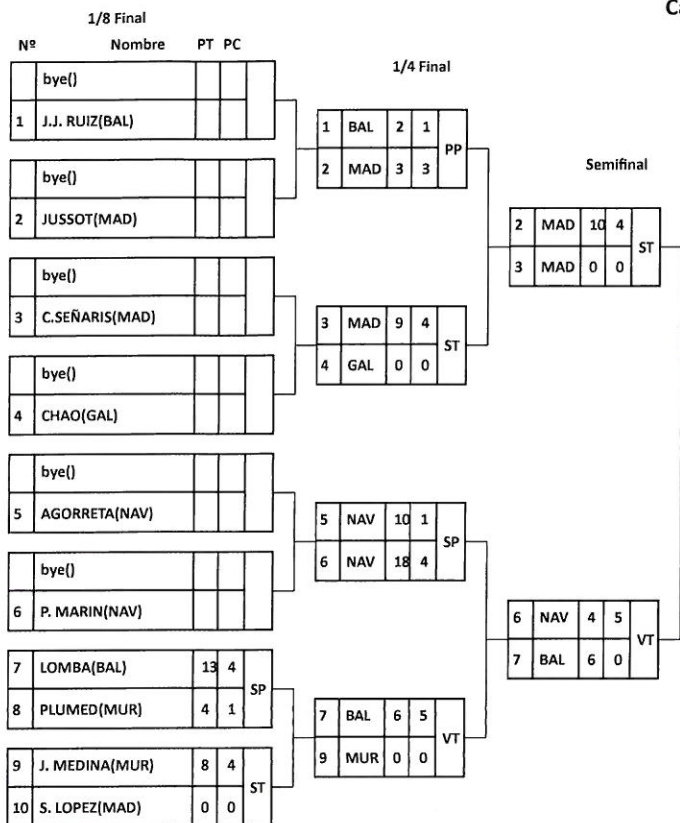 Ca
1/8 Final
Nº Nombre PT PC
bye()
1 J.J. RUIZ(BAL)
bye()
2 JUSSOT(MAD)
bye()
3 C.SEÑARIS(MAD)
bye()
4 CHAO(GAL)
bye()
5 AGORRETA(NAV)
bye()
6 P. MARIN(NAV)
7 LOMBA(BAL) 13 4
SP
8 PLUMED(MUR) 4 1
9 J. MEDINA(MUR) 8 4
ST
10 S. LOPEZ(MAD) 0 0
1/4 Final
1 BAL 2 1
PP
2 MAD 3 3
3 MAD 9 4
ST
4 GAL 0 0
5 NAV 10 1
SP
6 NAV 18 4
7 BAL 6 5
VT
9 MUR 0 0
Semifinal
2 MAD 10 4
ST
3 MAD 0 0
6 NAV 4 5
VT
7 BAL 6 0